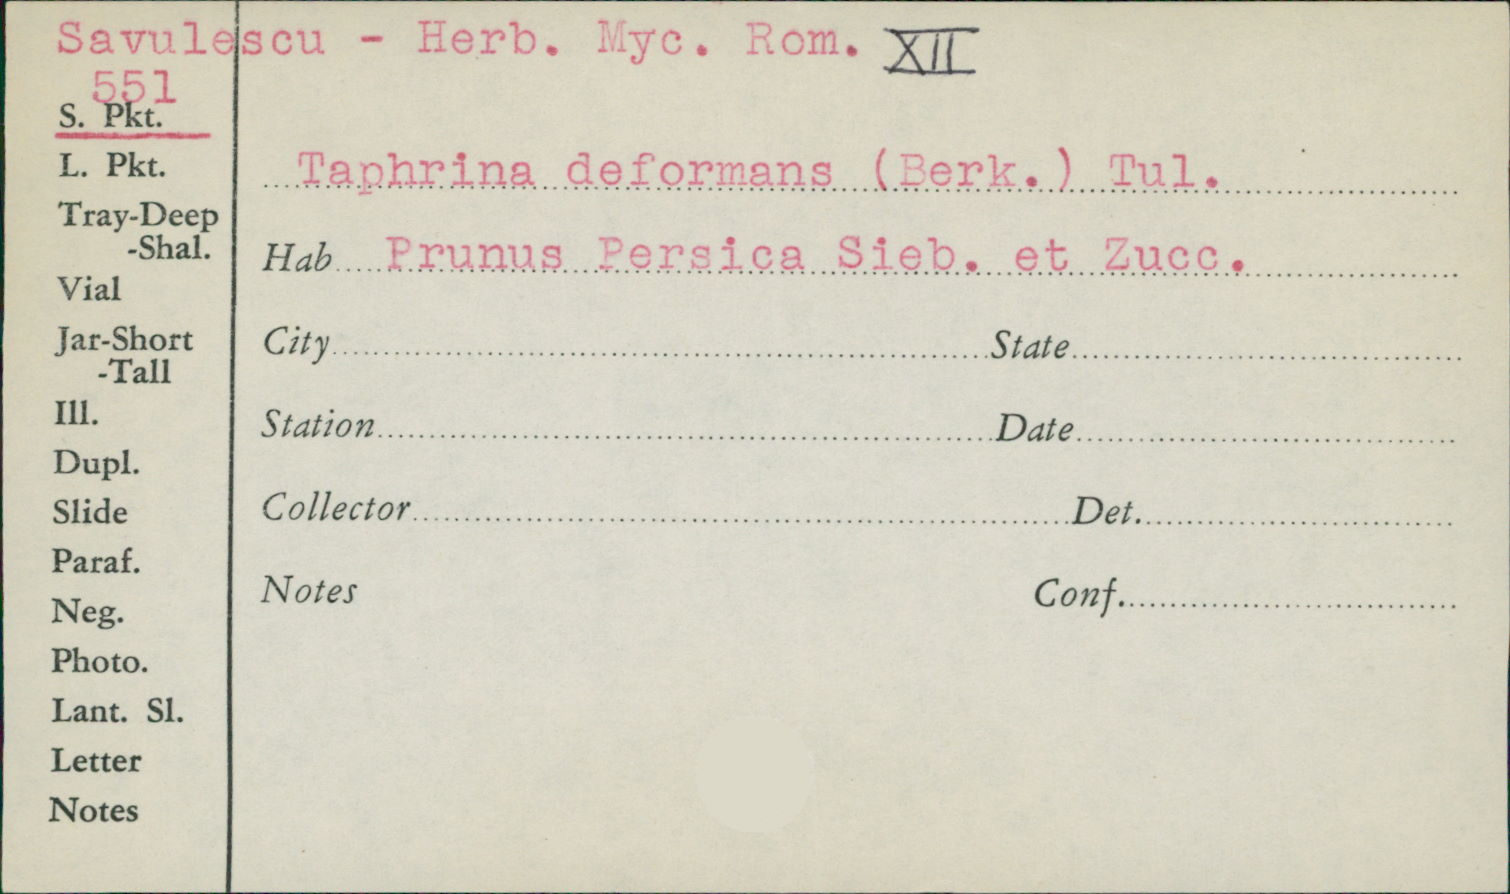 Savulescu - Herb. Myc. Rom. XII
551
S. Pkt.
L. Pkt.
Taphrina deformans (Berk.) Tul.
Tray-Deep
-Shal.
Hab Prunus Persica Sieb. et Zucc.
Vial
Jar-Short
-Tall
City State
Ill.
Station Date
Dupl.
Slide
Collector Det.
Paraf.
Neg.
Notes Conf.
Photo.
Lant. Sl.
Letter
Notes